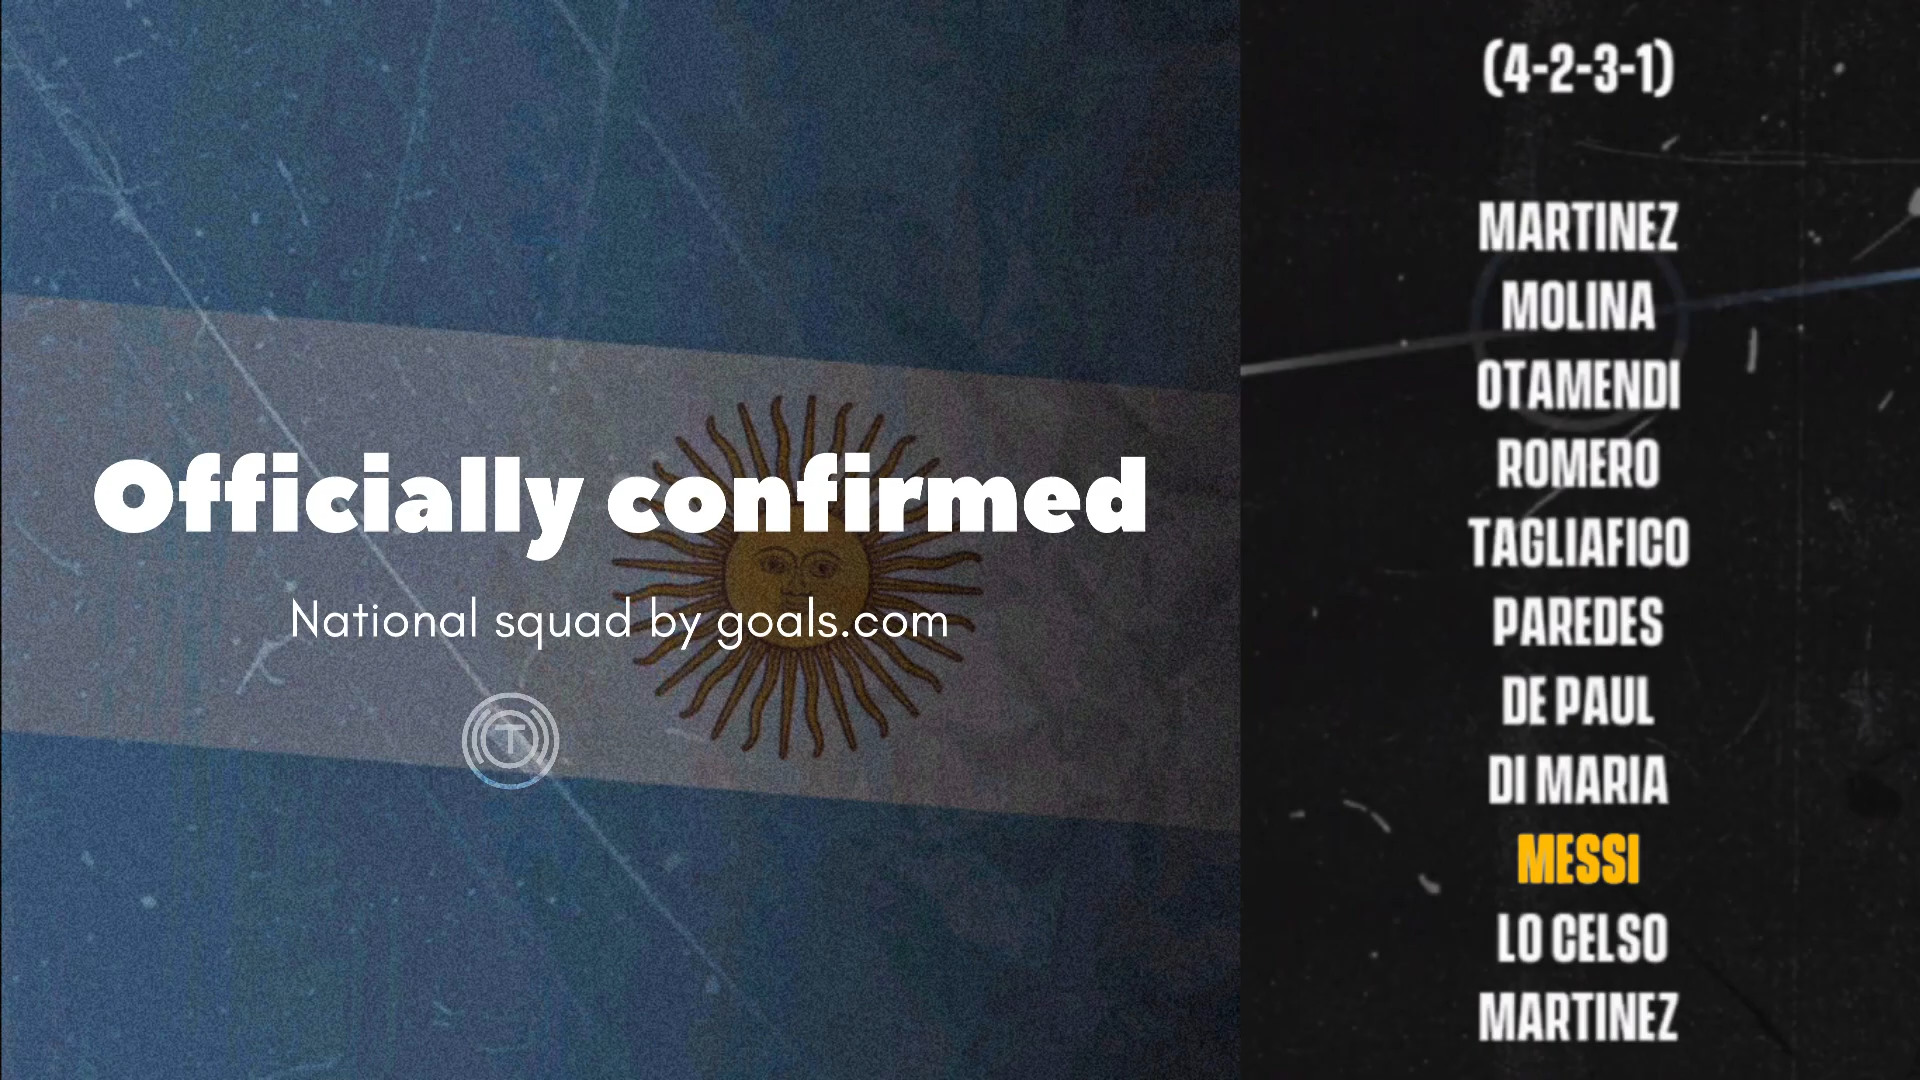 Officially confirmed
National squad by goals.com
T
(4-2-3-1)
MARTINEZ
MOLINA
OTAMENDI
ROMERO
TAGLIAFICO
PAREDES
DE PAUL
DI MARIA
MESSI
LO CELSO
MARTINEZ